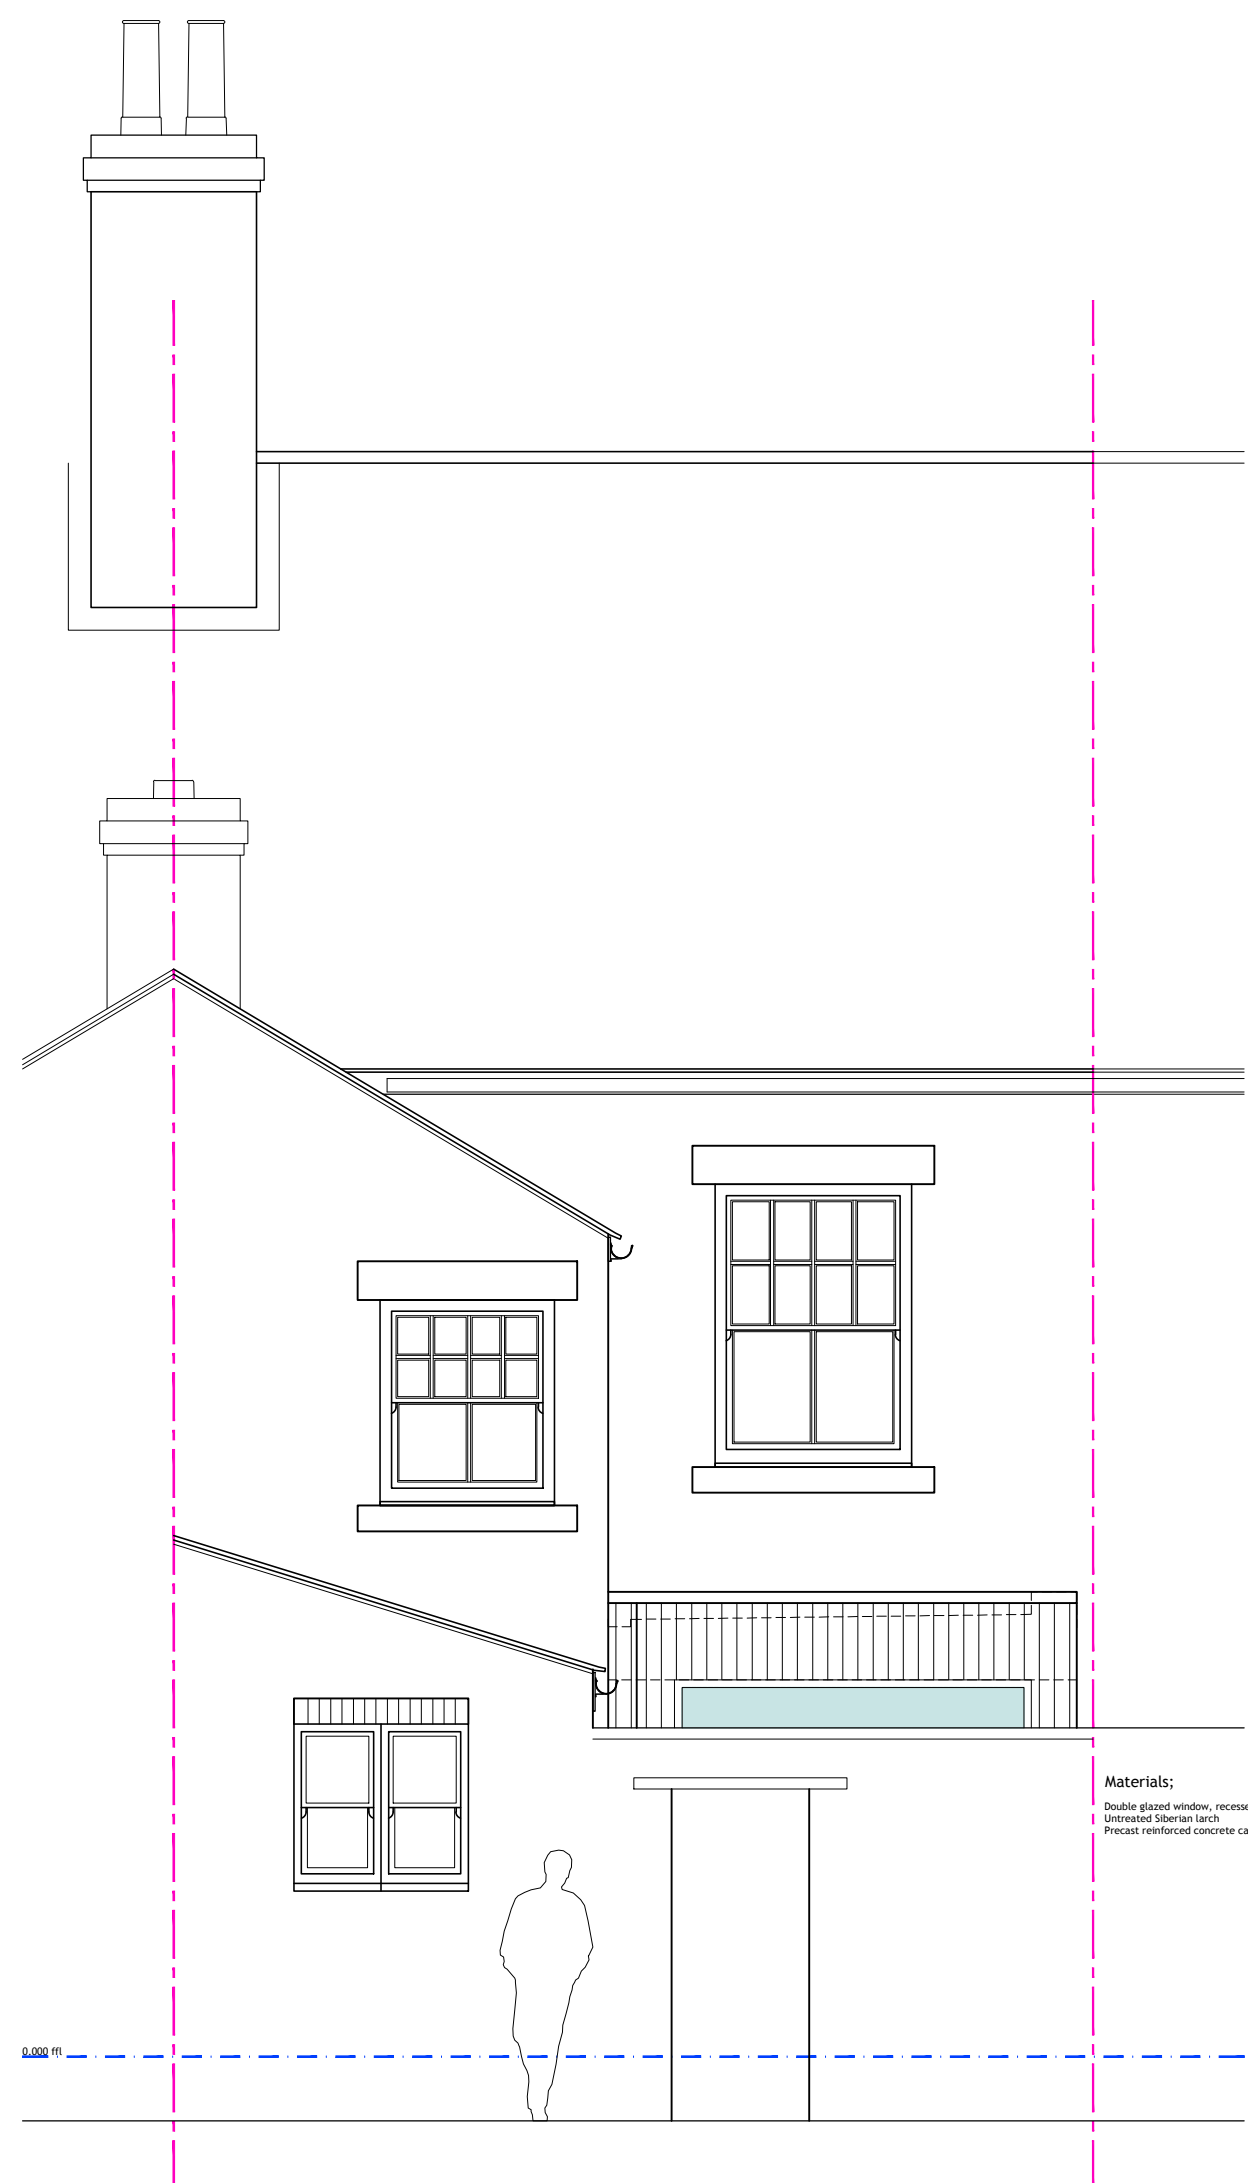 Materials;
Double glazed window, recesse
Untreated Siberian larch
Precast reinforced concrete ca
0.000 ffl